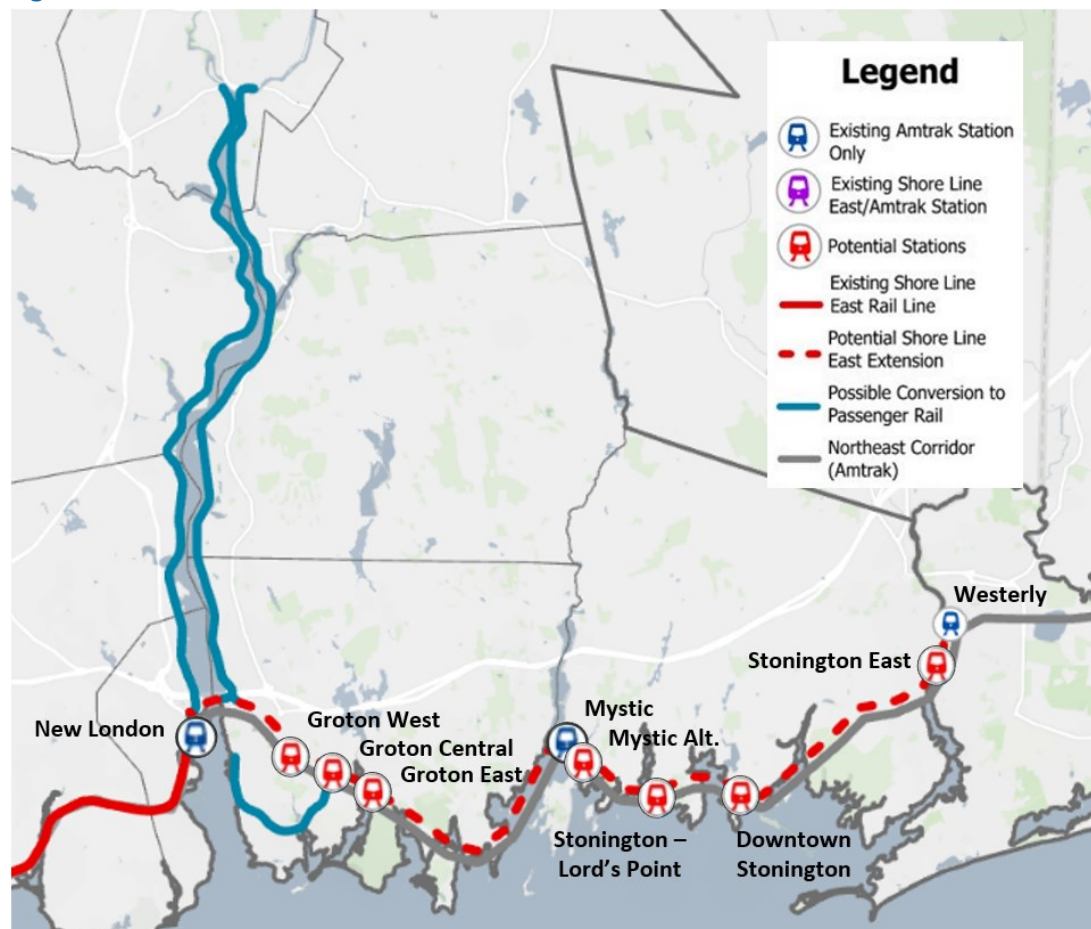 Legend
Existing Amtrak Station
Only
Existing Shore Line
East/Amtrak Station
Potential Stations
Existing Shore Line
East Rail Line
Potential Shore Line
East Extension
Possible Conversion to
Passenger Rail
Northeast Corridor
(Amtrak)
Westerly
Stonington East
New London
Groton West
Groton Central
Groton East
Mystic
Mystic Alt.
Stonington –
Lord's Point
Downtown
Stonington